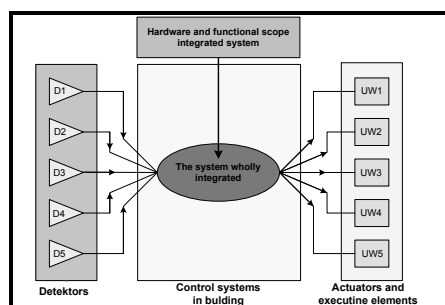 Hardware and functional scope
integrated system
D1
D2
D3
D4
D5
The system wholly
integrated
UW1
UW2
UW3
UW4
UW5
Detektors
Control systems
in bulding
Actuators and
executine elements